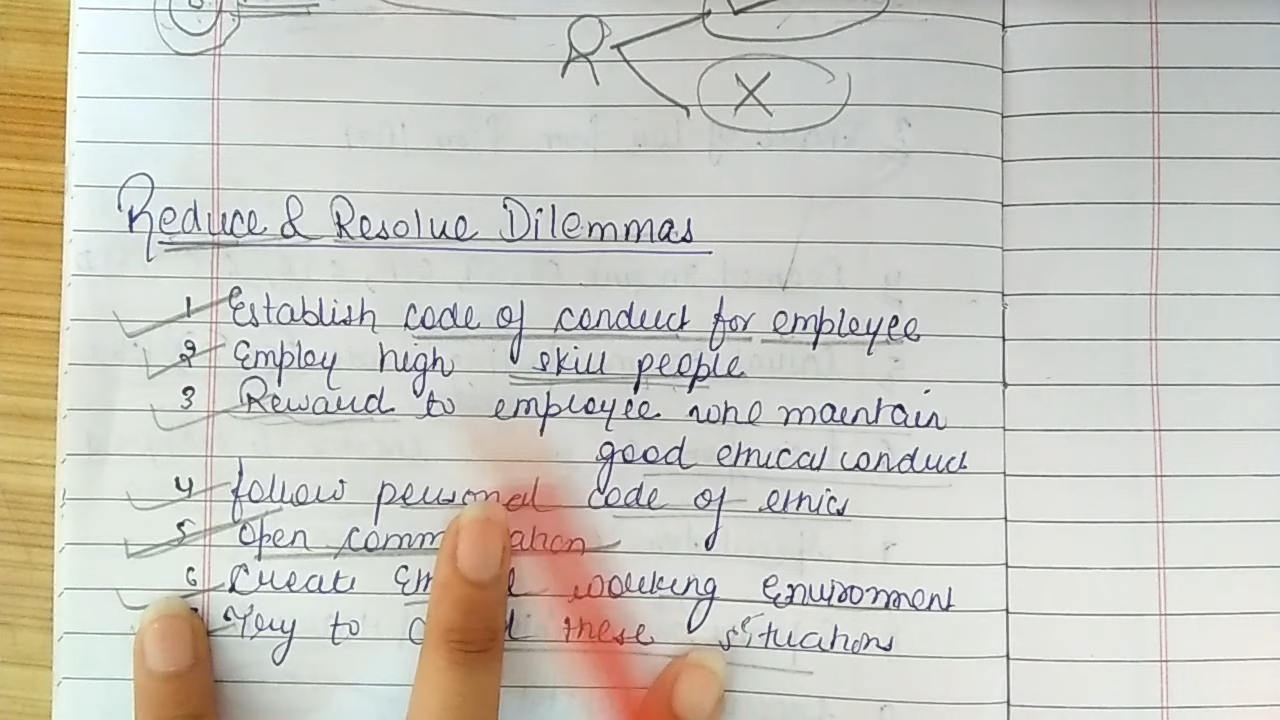 Reduce & Resolve Dilemmas
1 Establish code of conduct for employee
2 Employ high skill people
3 Reward to employee who maintain
good ethical conduct
4 follow personal code of ethics
5 Open
6 Create working Enviroment
Try to these situations